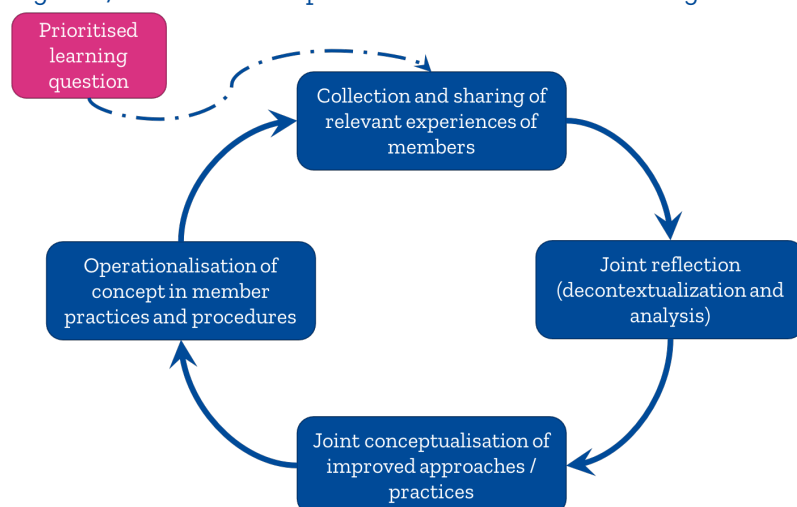 Prioritised
learning
question
Collection and sharing of
relevant experiences of
members
Joint reflection
(decontextualization and
analysis)
Joint conceptualisation of
improved approaches /
practices
Operationalisation of
concept in member
practices and procedures